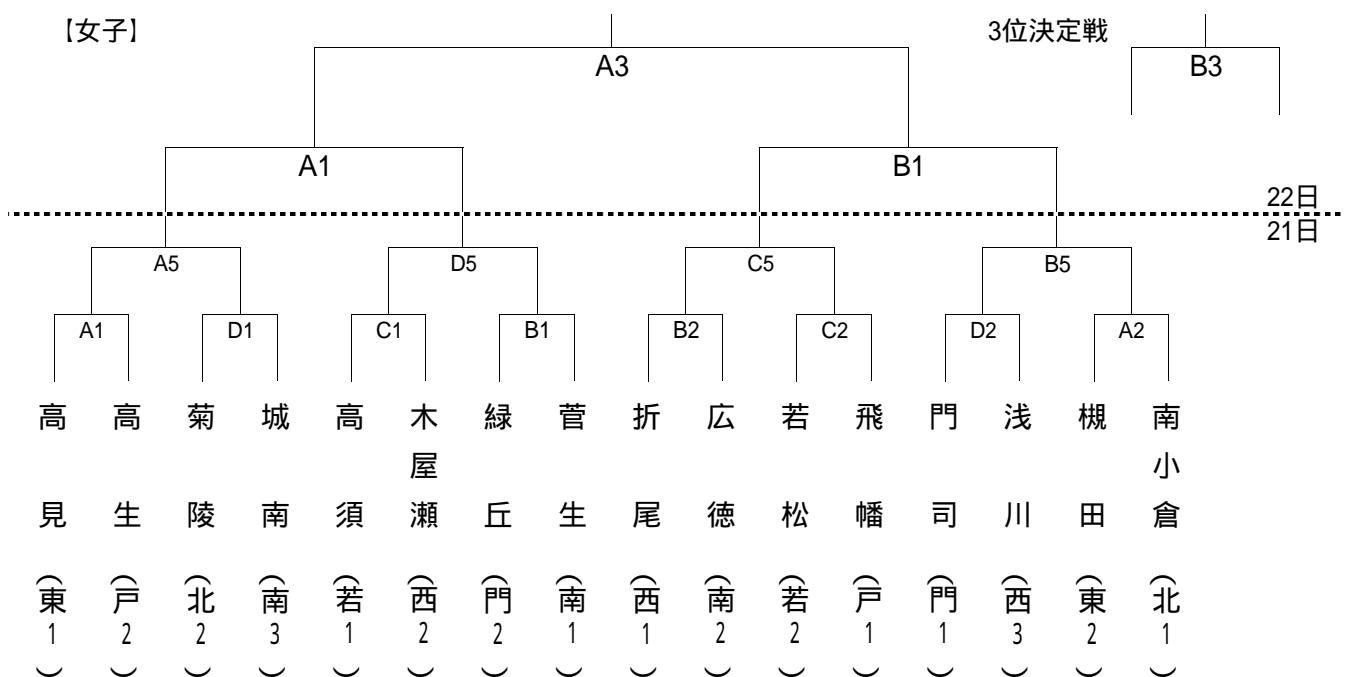 【女子】
3位決定戦
A3
B3
A1
B1
22日
21日
A5
D5
C5
B5
A1
D1
C1
B1
B2
C2
D2
A2
高見（東1）
高生（戸2）
菊陵（北2）
城南（南3）
高須（若1）
木屋瀬（西2）
緑丘（門2）
菅生（南1）
折尾（西1）
広徳（南2）
若松（若2）
飛幡（戸1）
門司（門1）
浅川（西3）
槻田（東2）
南小倉（北1）